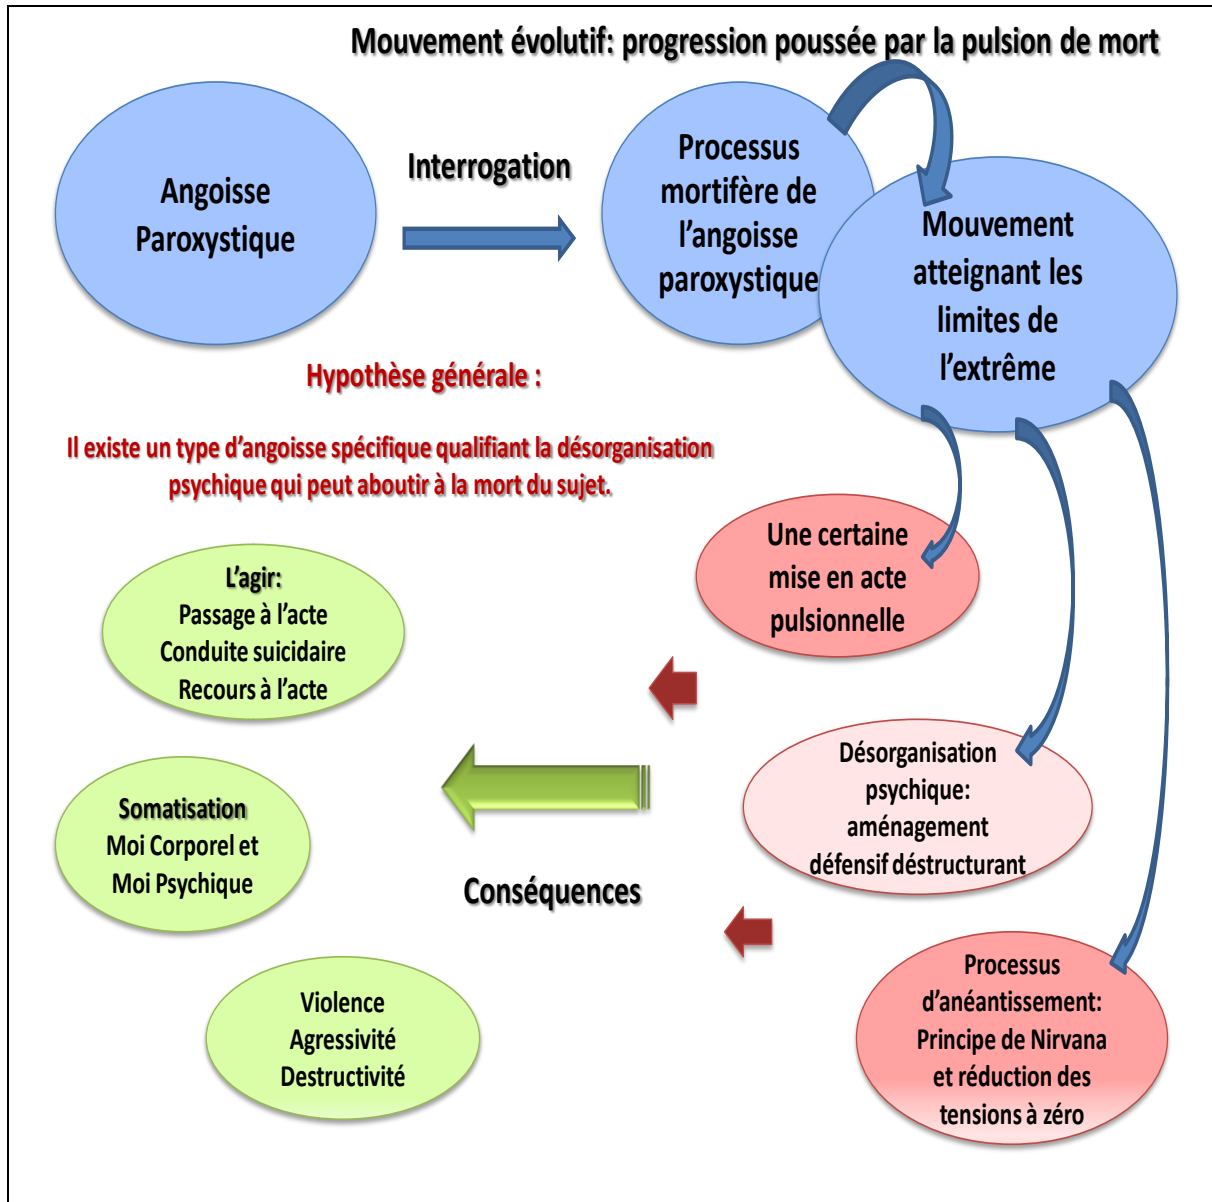 Mouvement évolutif: progression poussée par la pulsion de mort
Angoisse
Paroxystique
Interrogation
Processus
mortifère de
l’angoisse
paroxystique
Mouvement
atteignant les
limites de
l’extrême
Hypothèse générale :
Il existe un type d’angoisse spécifique qualifiant la désorganisation
psychique qui peut aboutir à la mort du sujet.
Une certaine
mise en acte
pulsionnelle
L’agir:
Passage à l’acte
Conduite suicidaire
Recours à l’acte
Désorganisation
psychique:
aménagement
défensif déstructurant
Somatisation
Moi Corporel et
Moi Psychique
Conséquences
Processus
d’anéantissement:
Principe de Nirvana
et réduction des
tensions à zéro
Violence
Agressivité
Destructivité